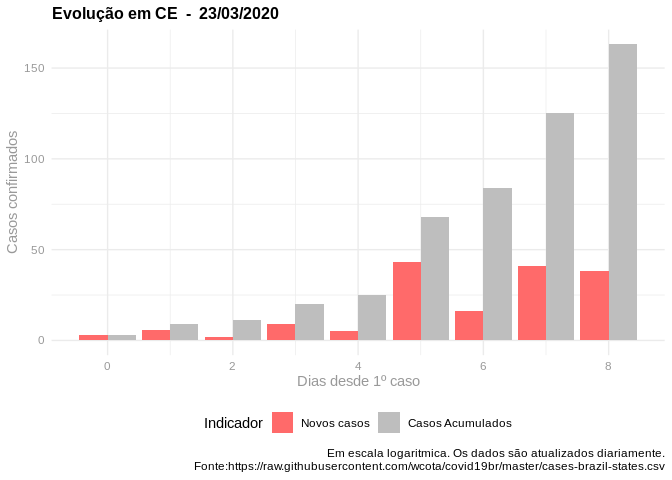 Evolução em CE  -  23/03/2020
Casos confirmados
150
100
50
0
0 2 4 6 8
Dias desde 1º caso
Indicador Novos casos Casos Acumulados
Em escala logaritmica. Os dados são atualizados diariamente.
Fonte:https://raw.githubusercontent.com/wcota/covid19br/master/cases-brazil-states.csv